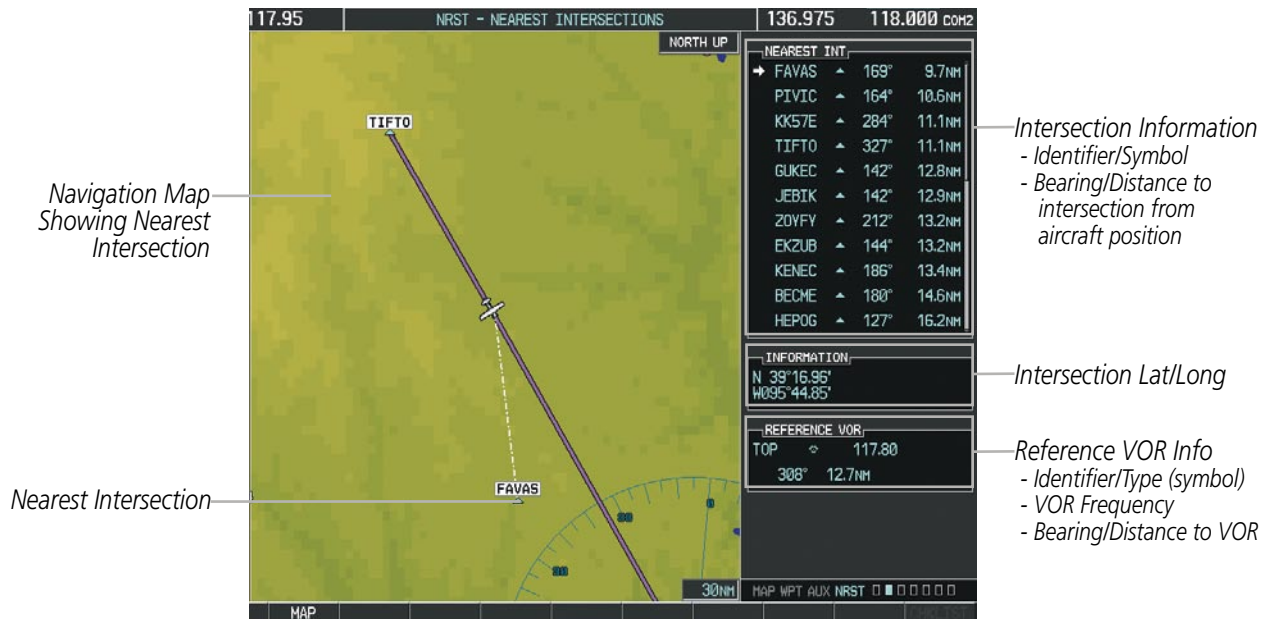 117.95 NRST - NEAREST INTERSECTIONS 136.975 118.000 COM2
NORTH UP
TIFTO
FAVAS
30NM
MAP
NEAREST INT
FAVAS 169° 9.7NM
PIVIC 164° 10.6NM
KK57E 284° 11.1NM
TIFTO 327° 11.1NM
GUKEC 142° 12.8NM
JEBIK 142° 12.9NM
ZOYFY 212° 13.2NM
EKZUB 144° 13.2NM
KENEC 186° 13.4NM
BECME 180° 14.6NM
HEPOG 127° 16.2NM
INFORMATION
N 39°16.96'
W095°44.85'
REFERENCE VOR
TOP 117.80
308° 12.7NM
MAP WPT AUX NRST
CHKLIST
Navigation Map
Showing Nearest
Intersection
Nearest Intersection
Intersection Information
- Identifier/Symbol
- Bearing/Distance to
intersection from
aircraft position
Intersection Lat/Long
Reference VOR Info
- Identifier/Type (symbol)
- VOR Frequency
- Bearing/Distance to VOR